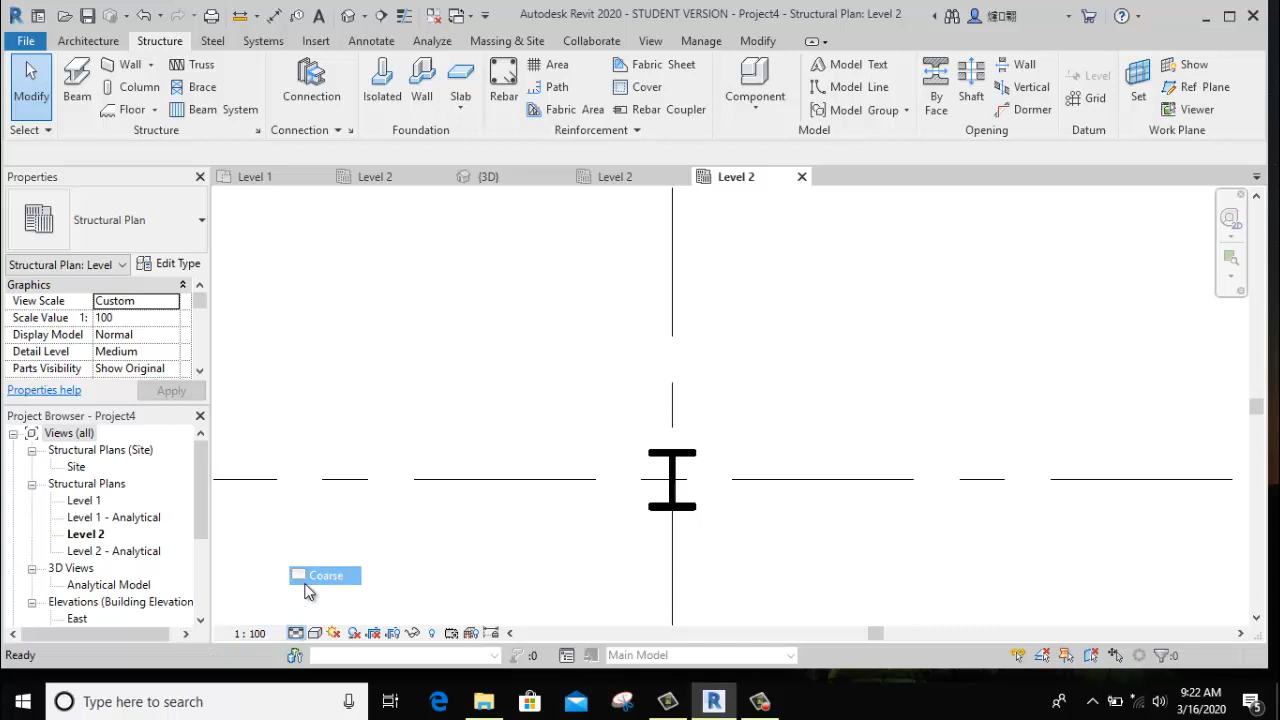 Autodesk Revit 2020 - STUDENT VERSION - Project4 - Structural Plan: Level 2
File Architecture Structure Steel Systems Insert Annotate Analyze Massing & Site Collaborate View Manage Modify
Modify Beam Wall Truss Connection Isolated Wall Slab Rebar Area Fabric Sheet Component Model Text By Face Shaft Wall Level Set Show
Column Brace Path Cover Model Line Vertical Grid Ref Plane
Floor Beam System Fabric Area Rebar Coupler Model Group Dormer Viewer
Select Structure Connection Foundation Reinforcement Model Opening Datum Work Plane
Properties
Level 1 Level 2 {3D} Level 2 Level 2
Structural Plan
Structural Plan: Level Edit Type
Graphics
View Scale Custom
Scale Value 1: 100
Display Model Normal
Detail Level Medium
Parts Visibility Show Original
Properties help Apply
Project Browser - Project4
Views (all)
Structural Plans (Site)
Site
Structural Plans
Level 1
Level 1 - Analytical
Level 2
Level 2 - Analytical
3D Views
Analytical Model
Elevations (Building Elevation
East
Coarse
1 : 100
2D
Ready :0 Main Model :0
Type here to search
9:22 AM
3/16/2020
5